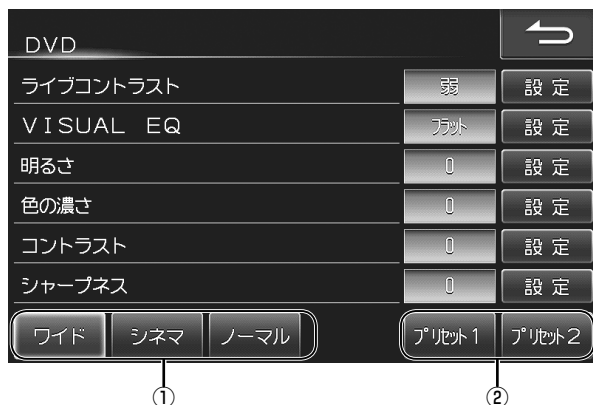 DVD
ライブコントラスト 弱 設定
VISUAL EQ フラット 設定
明るさ 0 設定
色の濃さ 0 設定
コントラスト 0 設定
シャープネス 0 設定
ワイド シネマ ノーマル プリセット1 プリセット2
① ②